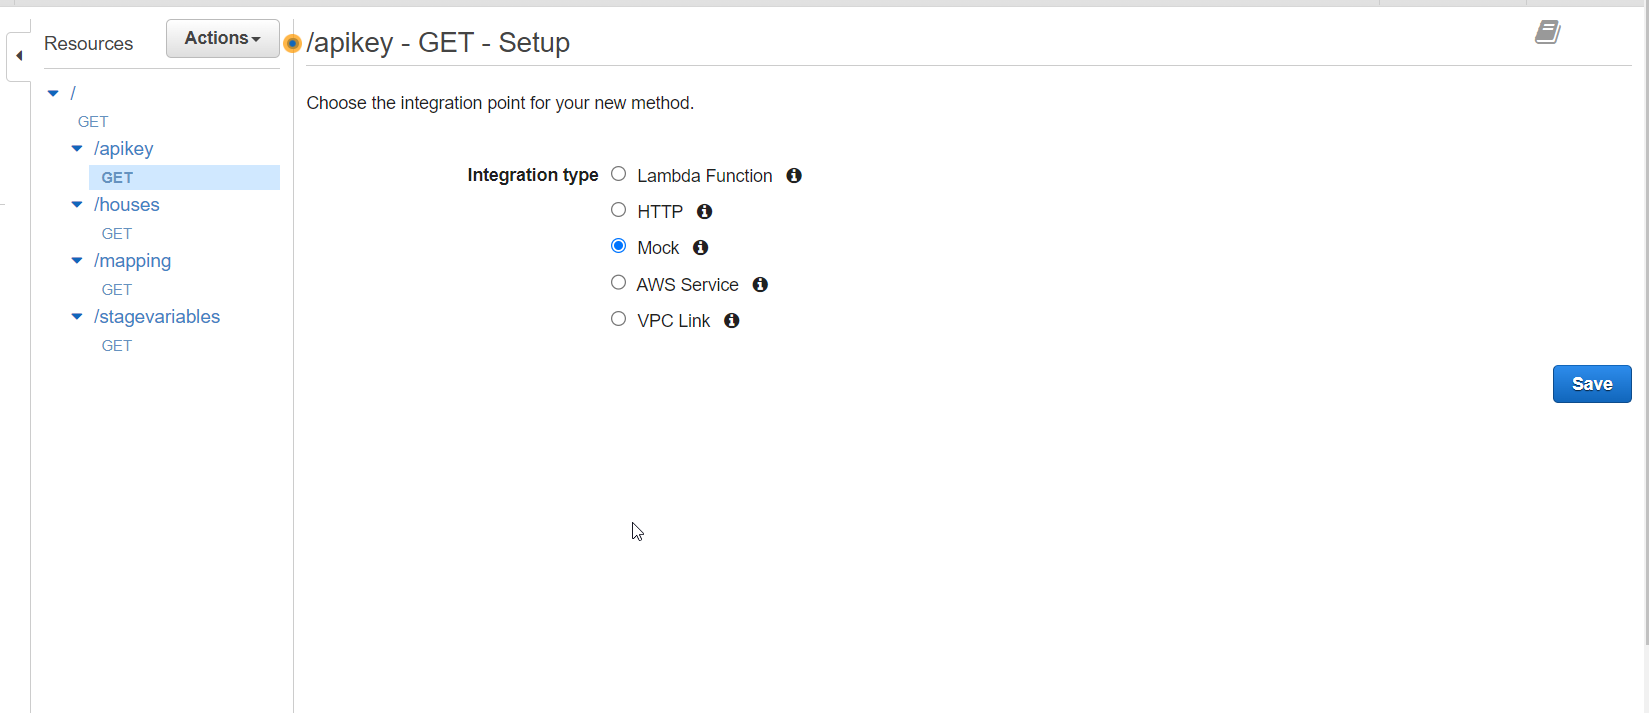 Resources
Actions
/
GET
/apikey
GET
/houses
GET
/mapping
GET
/stagevariables
GET
/apikey - GET - Setup
Choose the integration point for your new method.
Integration type
Lambda Function
HTTP
Mock
AWS Service
VPC Link
Save